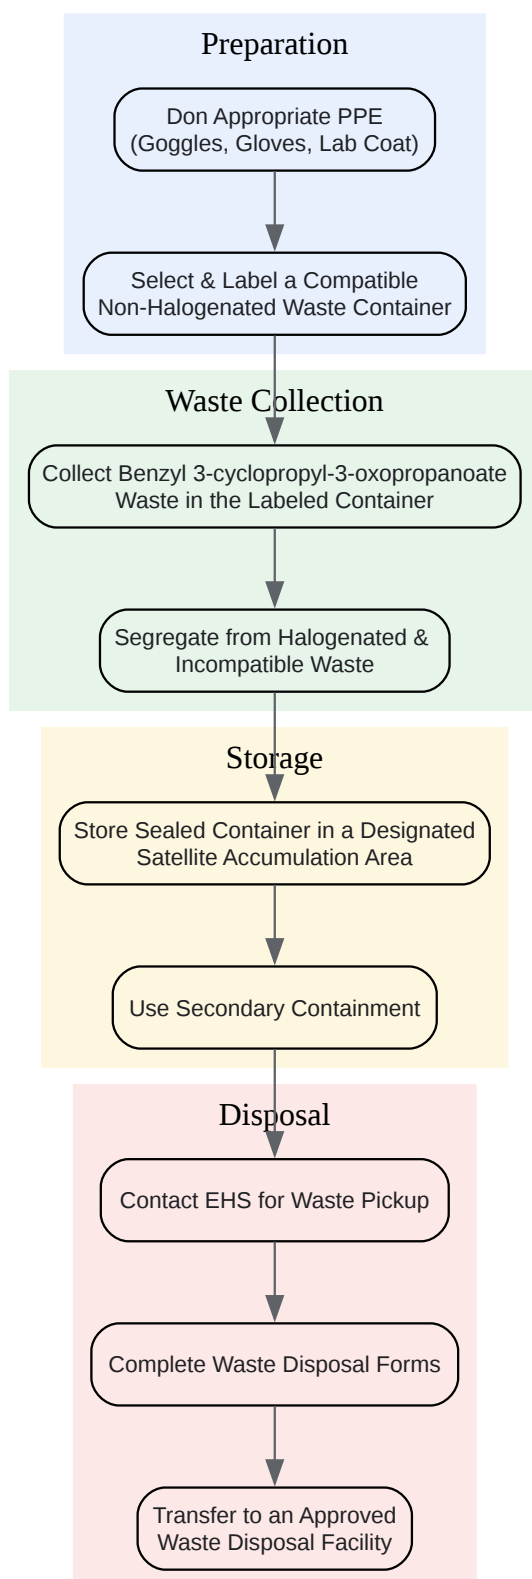 Preparation
Don Appropriate PPE
(Goggles, Gloves, Lab Coat)
Select & Label a Compatible
Non-Halogenated Waste Container
Waste Collection
Collect Benzyl 3-cyclopropyl-3-oxopropanoate
Waste in the Labeled Container
Segregate from Halogenated &
Incompatible Waste
Storage
Store Sealed Container in a Designated
Satellite Accumulation Area
Use Secondary Containment
Disposal
Contact EHS for Waste Pickup
Complete Waste Disposal Forms
Transfer to an Approved
Waste Disposal Facility